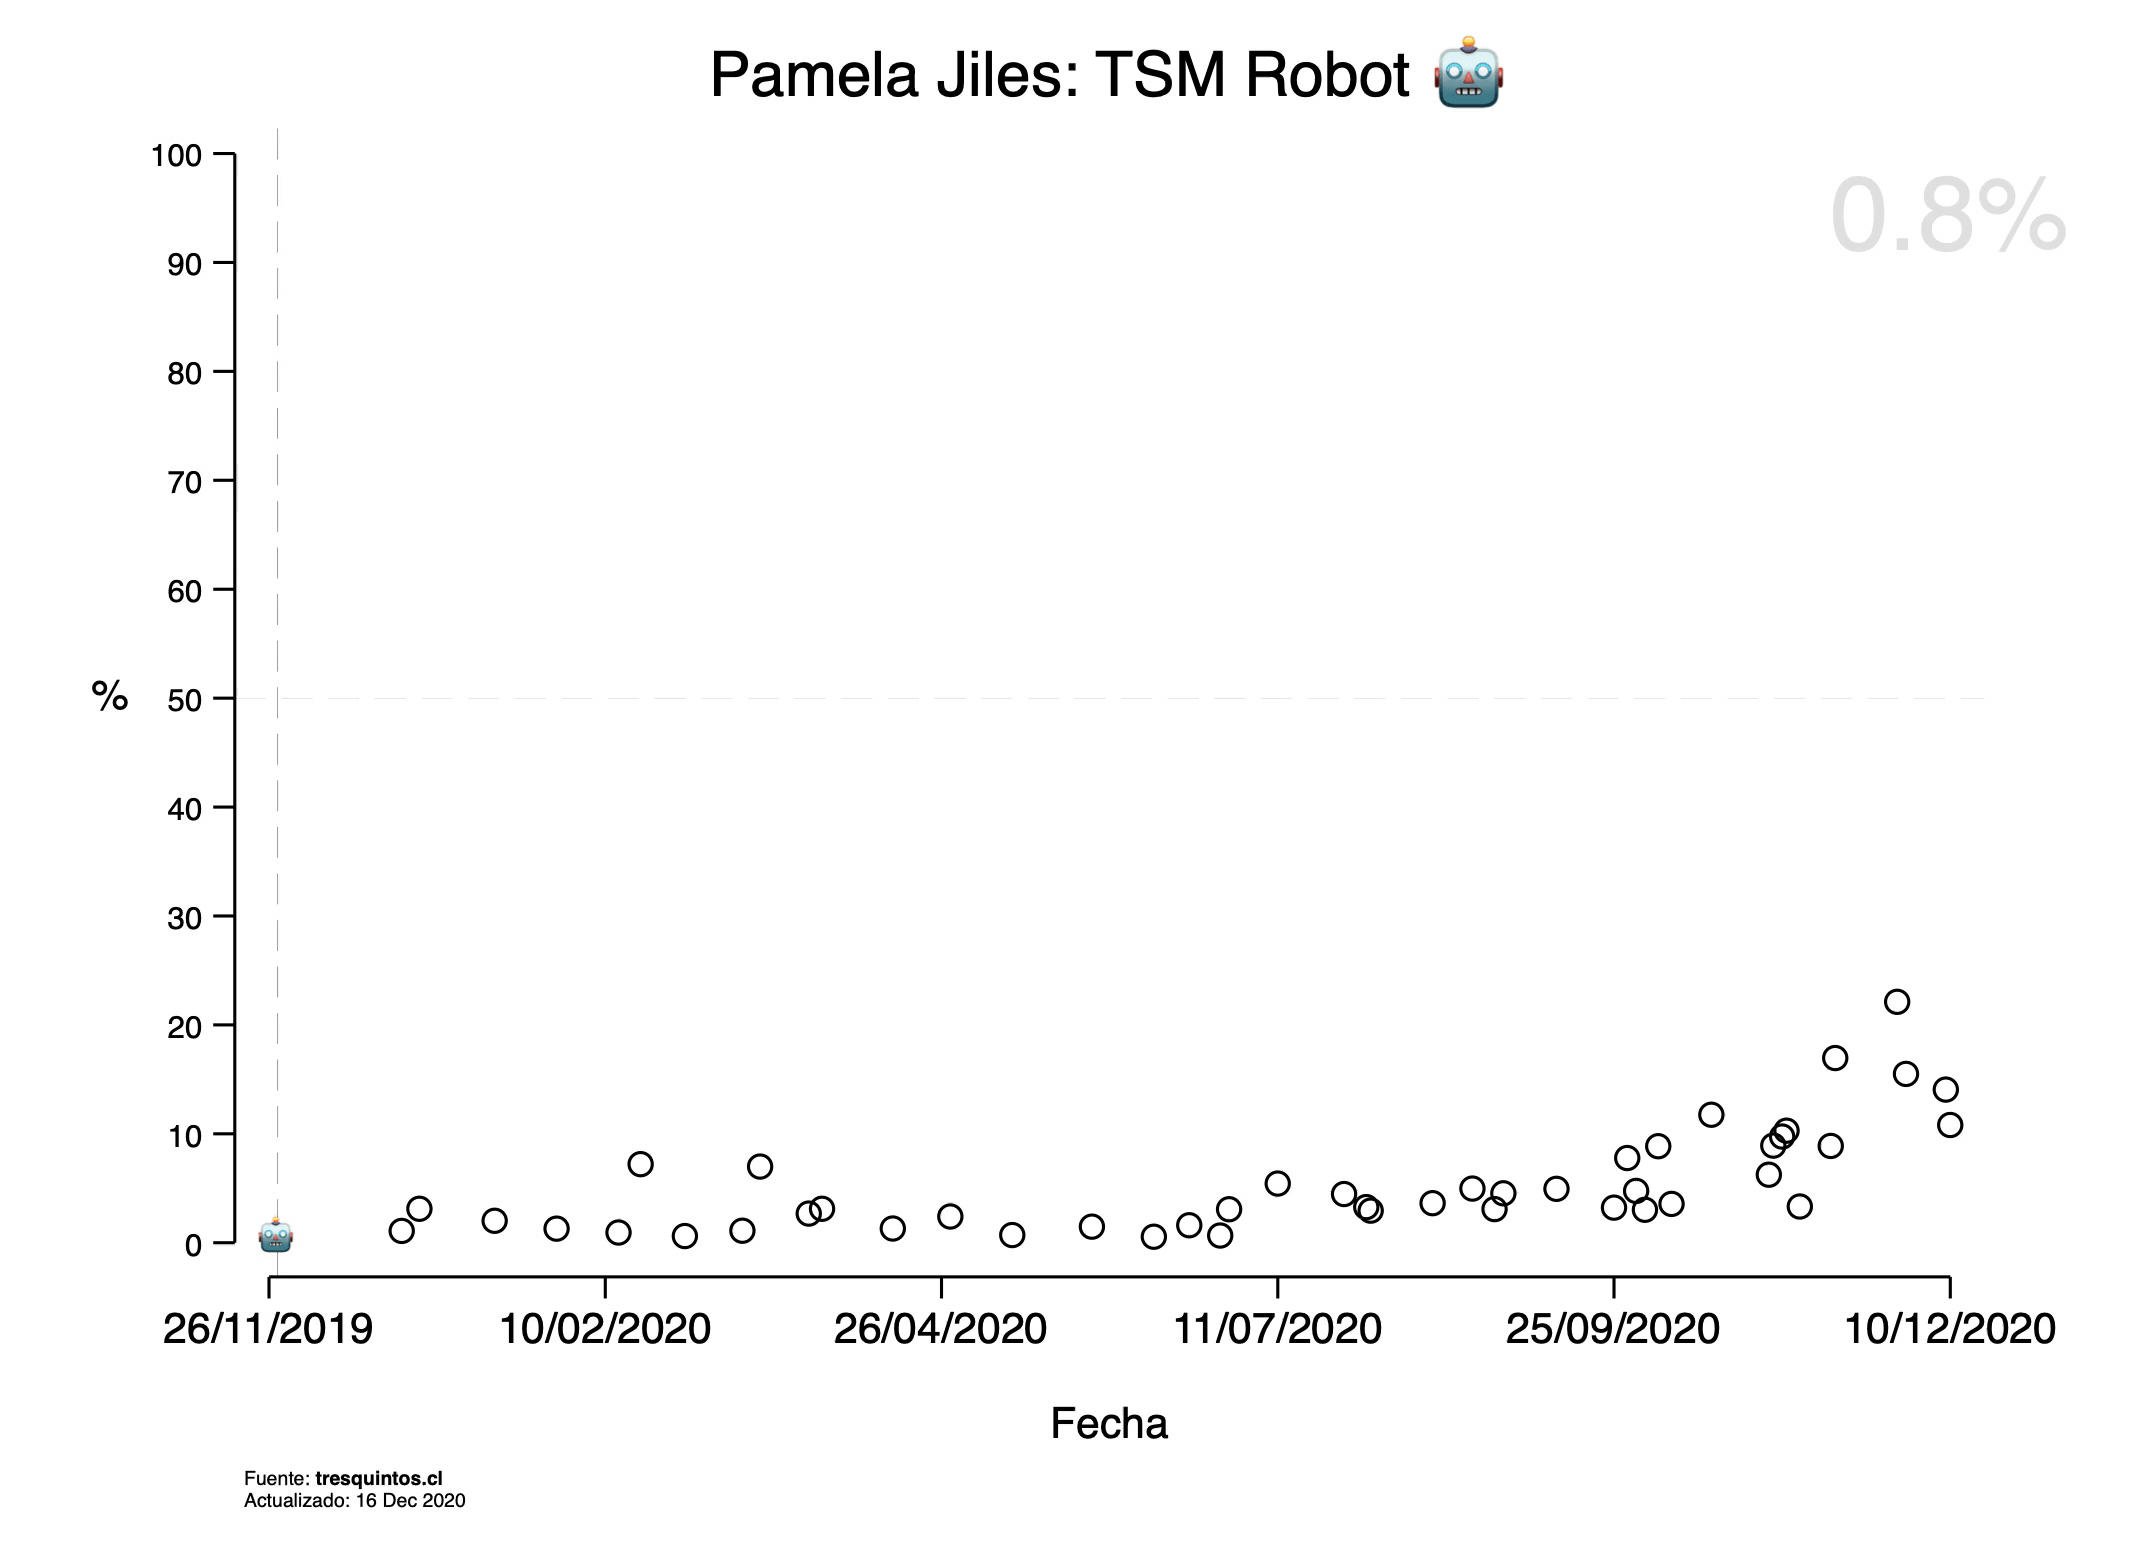 Pamela Jiles: TSM Robot 🤖
0.8%
100
90
80
70
60
50
40
30
20
10
0
%
26/11/2019 10/02/2020 26/04/2020 11/07/2020 25/09/2020 10/12/2020
Fecha
Fuente: tresquintos.cl
Actualizado: 16 Dec 2020